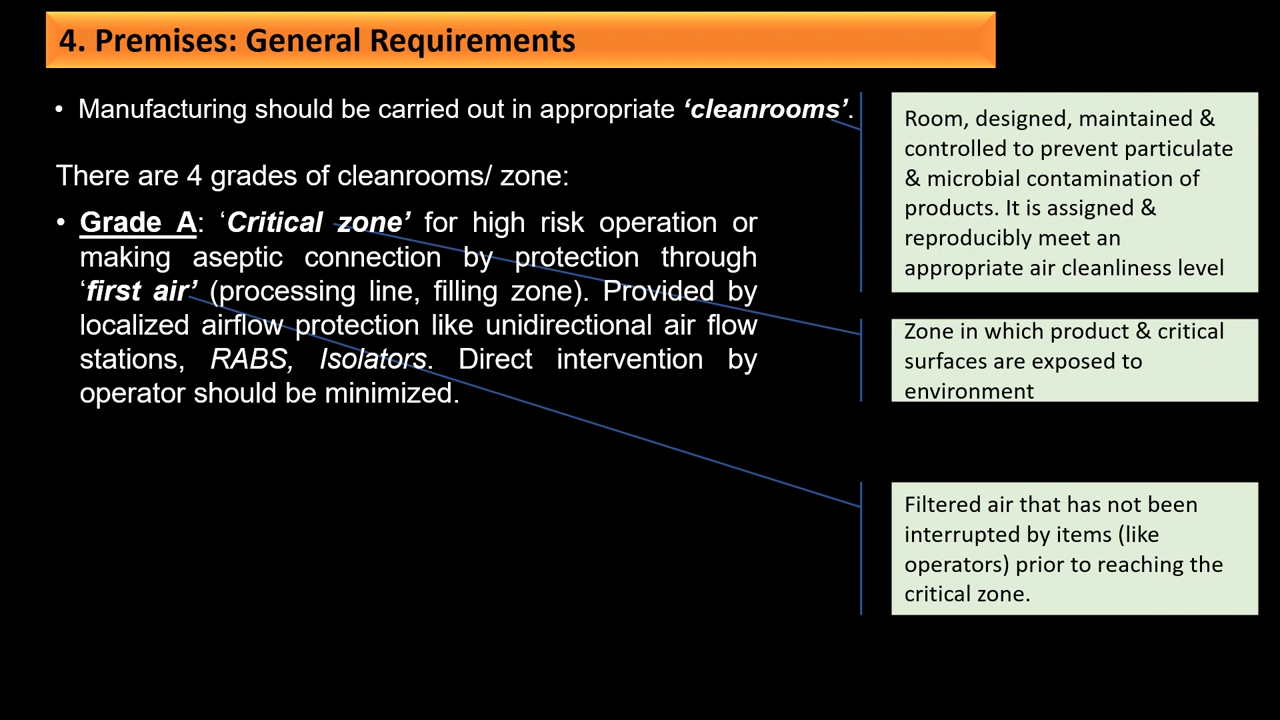 4. Premises: General Requirements
• Manufacturing should be carried out in appropriate ‘cleanrooms’.
There are 4 grades of cleanrooms/ zone:
• Grade A: ‘Critical zone’ for high risk operation or
making aseptic connection by protection through
‘first air’ (processing line, filling zone). Provided by
localized airflow protection like unidirectional air flow
stations, RABS, Isolators. Direct intervention by
operator should be minimized.
Room, designed, maintained &
controlled to prevent particulate
& microbial contamination of
products. It is assigned &
reproducibly meet an
appropriate air cleanliness level
Zone in which product & critical
surfaces are exposed to
environment
Filtered air that has not been
interrupted by items (like
operators) prior to reaching the
critical zone.